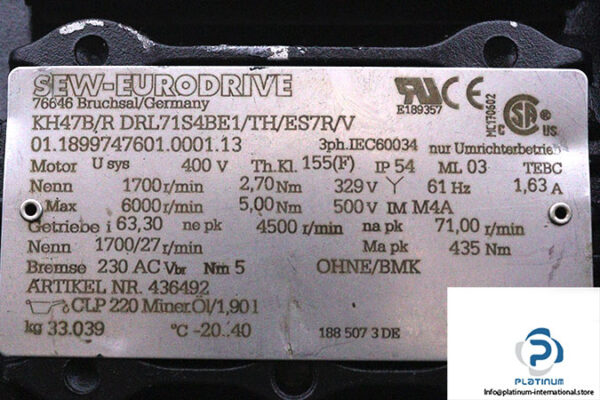 SEW-EURODRIVE
76646 Bruchsal/Germany
E189357
MC170602
US
KH47B/R DRL71S4BE1/TH/ES7R/V
01.1899747601.0001.13 3ph.IEC60034 nur Umrichterbetrieb
Motor U sys 400 V Th.Kl. 155(F) IP 54 ML 03 TEBC
Nenn 1700 r/min 2,70 Nm 329 V Y 61 Hz 1,63 A
Max 6000 r/min 5,00 Nm 500 V IM M4A
Getriebe i 63,30 na pk 4500 r/min na pk 71,00 r/min
Nenn 1700/27 r/min Ma pk 435 Nm
Bremse 230 AC Vbr Nm 5 OHNE/BMK
ARTIKEL NR. 436492
CLP 220 Miner.Öl/1,90 l
kg 33.039 °C -20..40 188 507 3 DE
PLATINUM
Info@platinum-international.store